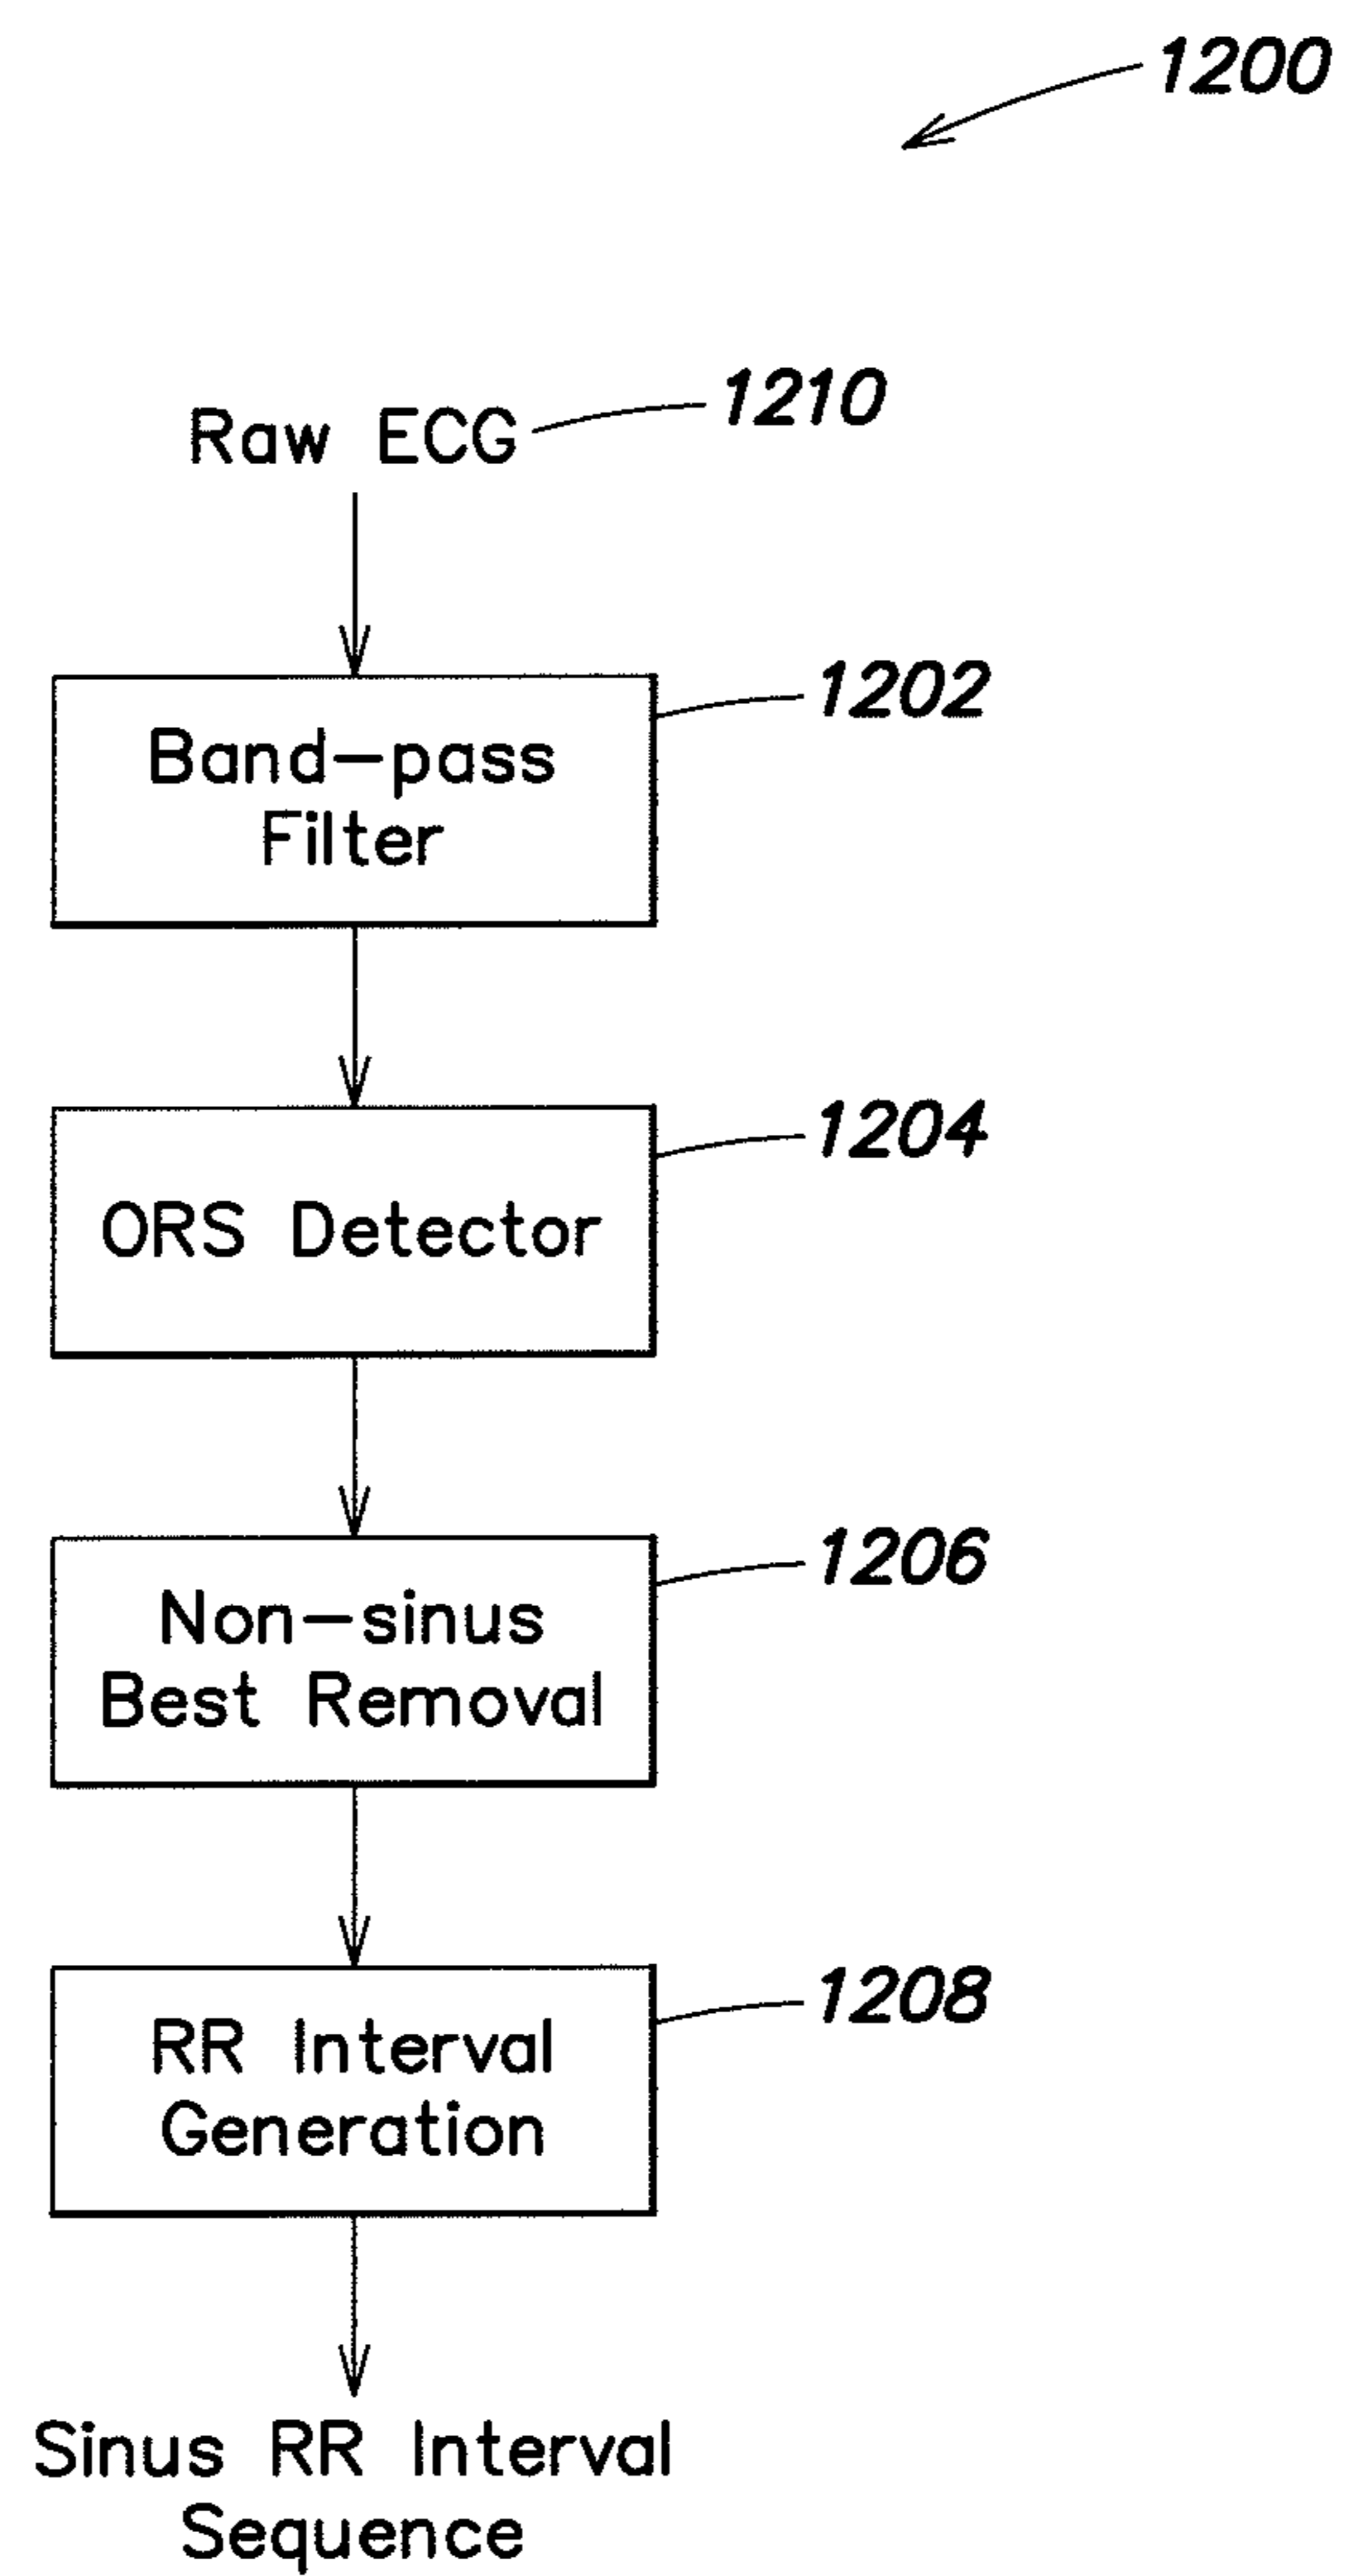 1200
Raw ECG
1210
Band-pass
Filter
1202
ORS Detector
1204
Non-sinus
Best Removal
1206
RR Interval
Generation
1208
Sinus RR Interval
Sequence